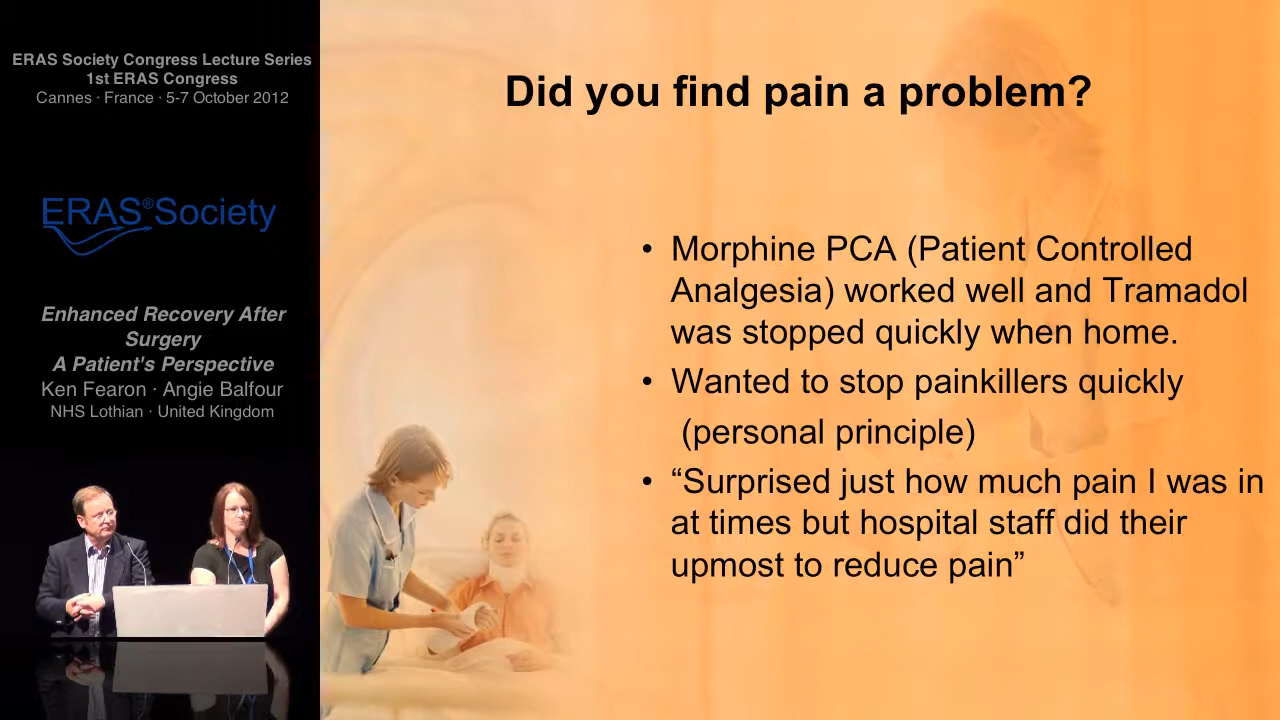 ERAS Society Congress Lecture Series
1st ERAS Congress
Cannes · France · 5-7 October 2012
ERAS®Society
Enhanced Recovery After
Surgery
A Patient's Perspective
Ken Fearon · Angie Balfour
NHS Lothian · United Kingdom
Did you find pain a problem?
• Morphine PCA (Patient Controlled
Analgesia) worked well and Tramadol
was stopped quickly when home.
• Wanted to stop painkillers quickly
(personal principle)
• “Surprised just how much pain I was in
at times but hospital staff did their
upmost to reduce pain”